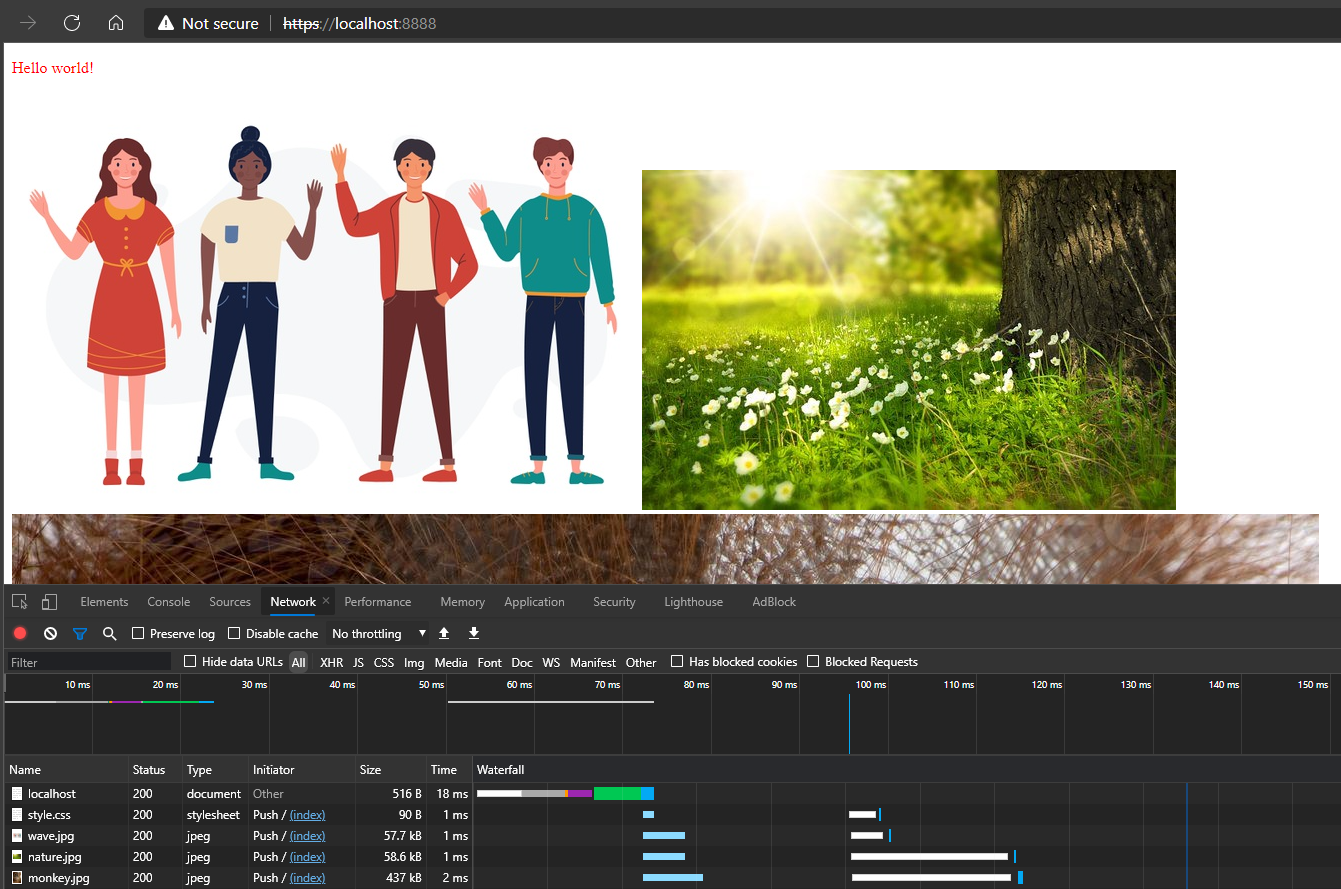 Not secure https://localhost:8888
Hello world!
Elements Console Sources Network Performance Memory Application Security Lighthouse AdBlock
Preserve log Disable cache No throttling
Filter Hide data URLs All XHR JS CSS Img Media Font Doc WS Manifest Other Has blocked cookies Blocked Requests
10 ms 20 ms 30 ms 40 ms 50 ms 60 ms 70 ms 80 ms 90 ms 100 ms 110 ms 120 ms 130 ms 140 ms 150 ms
Name Status Type Initiator Size Time Waterfall
localhost 200 document Other 516 B 18 ms
style.css 200 stylesheet Push / (index) 90 B 1 ms
wave.jpg 200 jpeg Push / (index) 57.7 kB 1 ms
nature.jpg 200 jpeg Push / (index) 58.6 kB 1 ms
monkey.jpg 200 jpeg Push / (index) 437 kB 2 ms